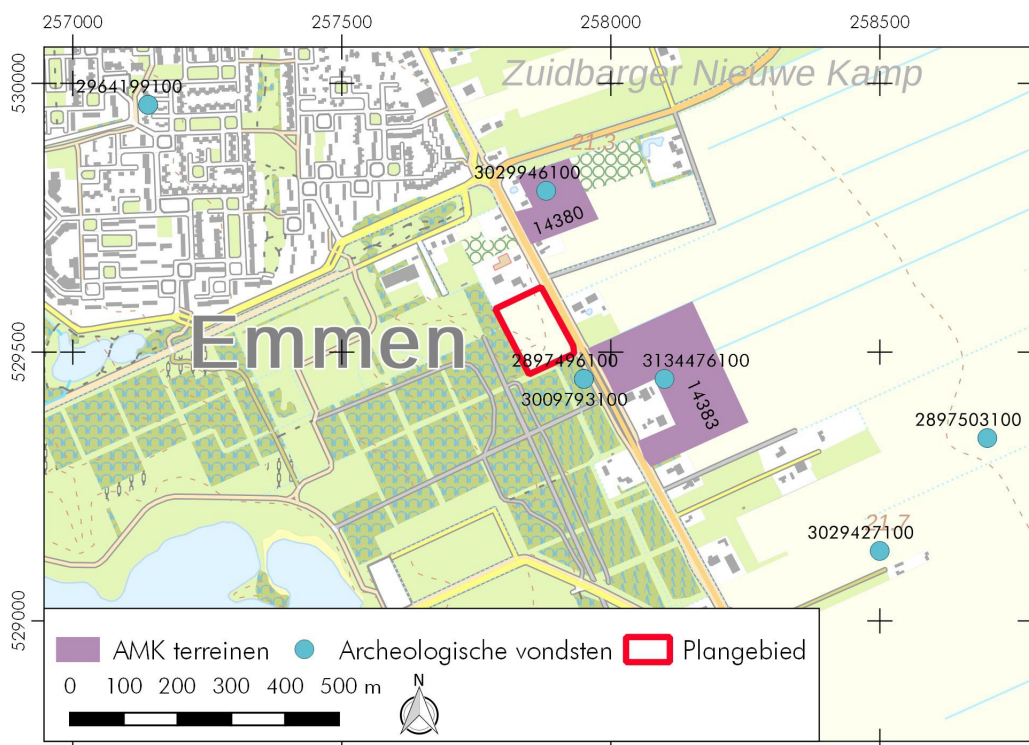 257000 257500 258000 258500
530000
Zuidbarger Nieuwe Kamp
2964199100
21.3
3029946100
14380
529500
Emmen
2897496100 3134476100
3009793100
14383
2897503100
21.7
3029427100
529000
AMK terreinen Archeologische vondsten Plangebied
0 100 200 300 400 500 m
N